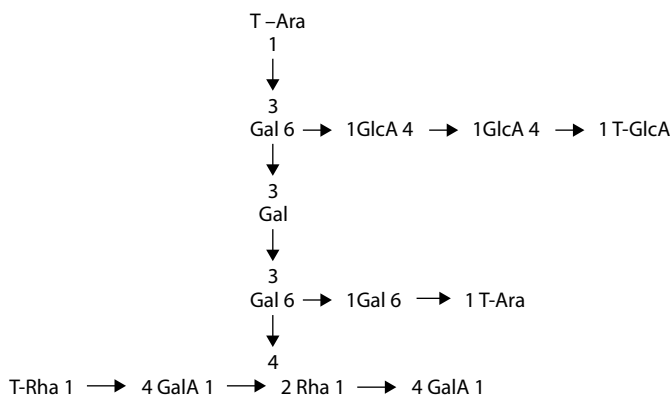 T –Ara
1
3
Gal 6 → 1GlcA 4 → 1GlcA 4 → 1 T-GlcA
3
Gal
3
Gal 6 → 1Gal 6 → 1 T-Ara
4
T-Rha 1 → 4 GalA 1 → 2 Rha 1 → 4 GalA 1